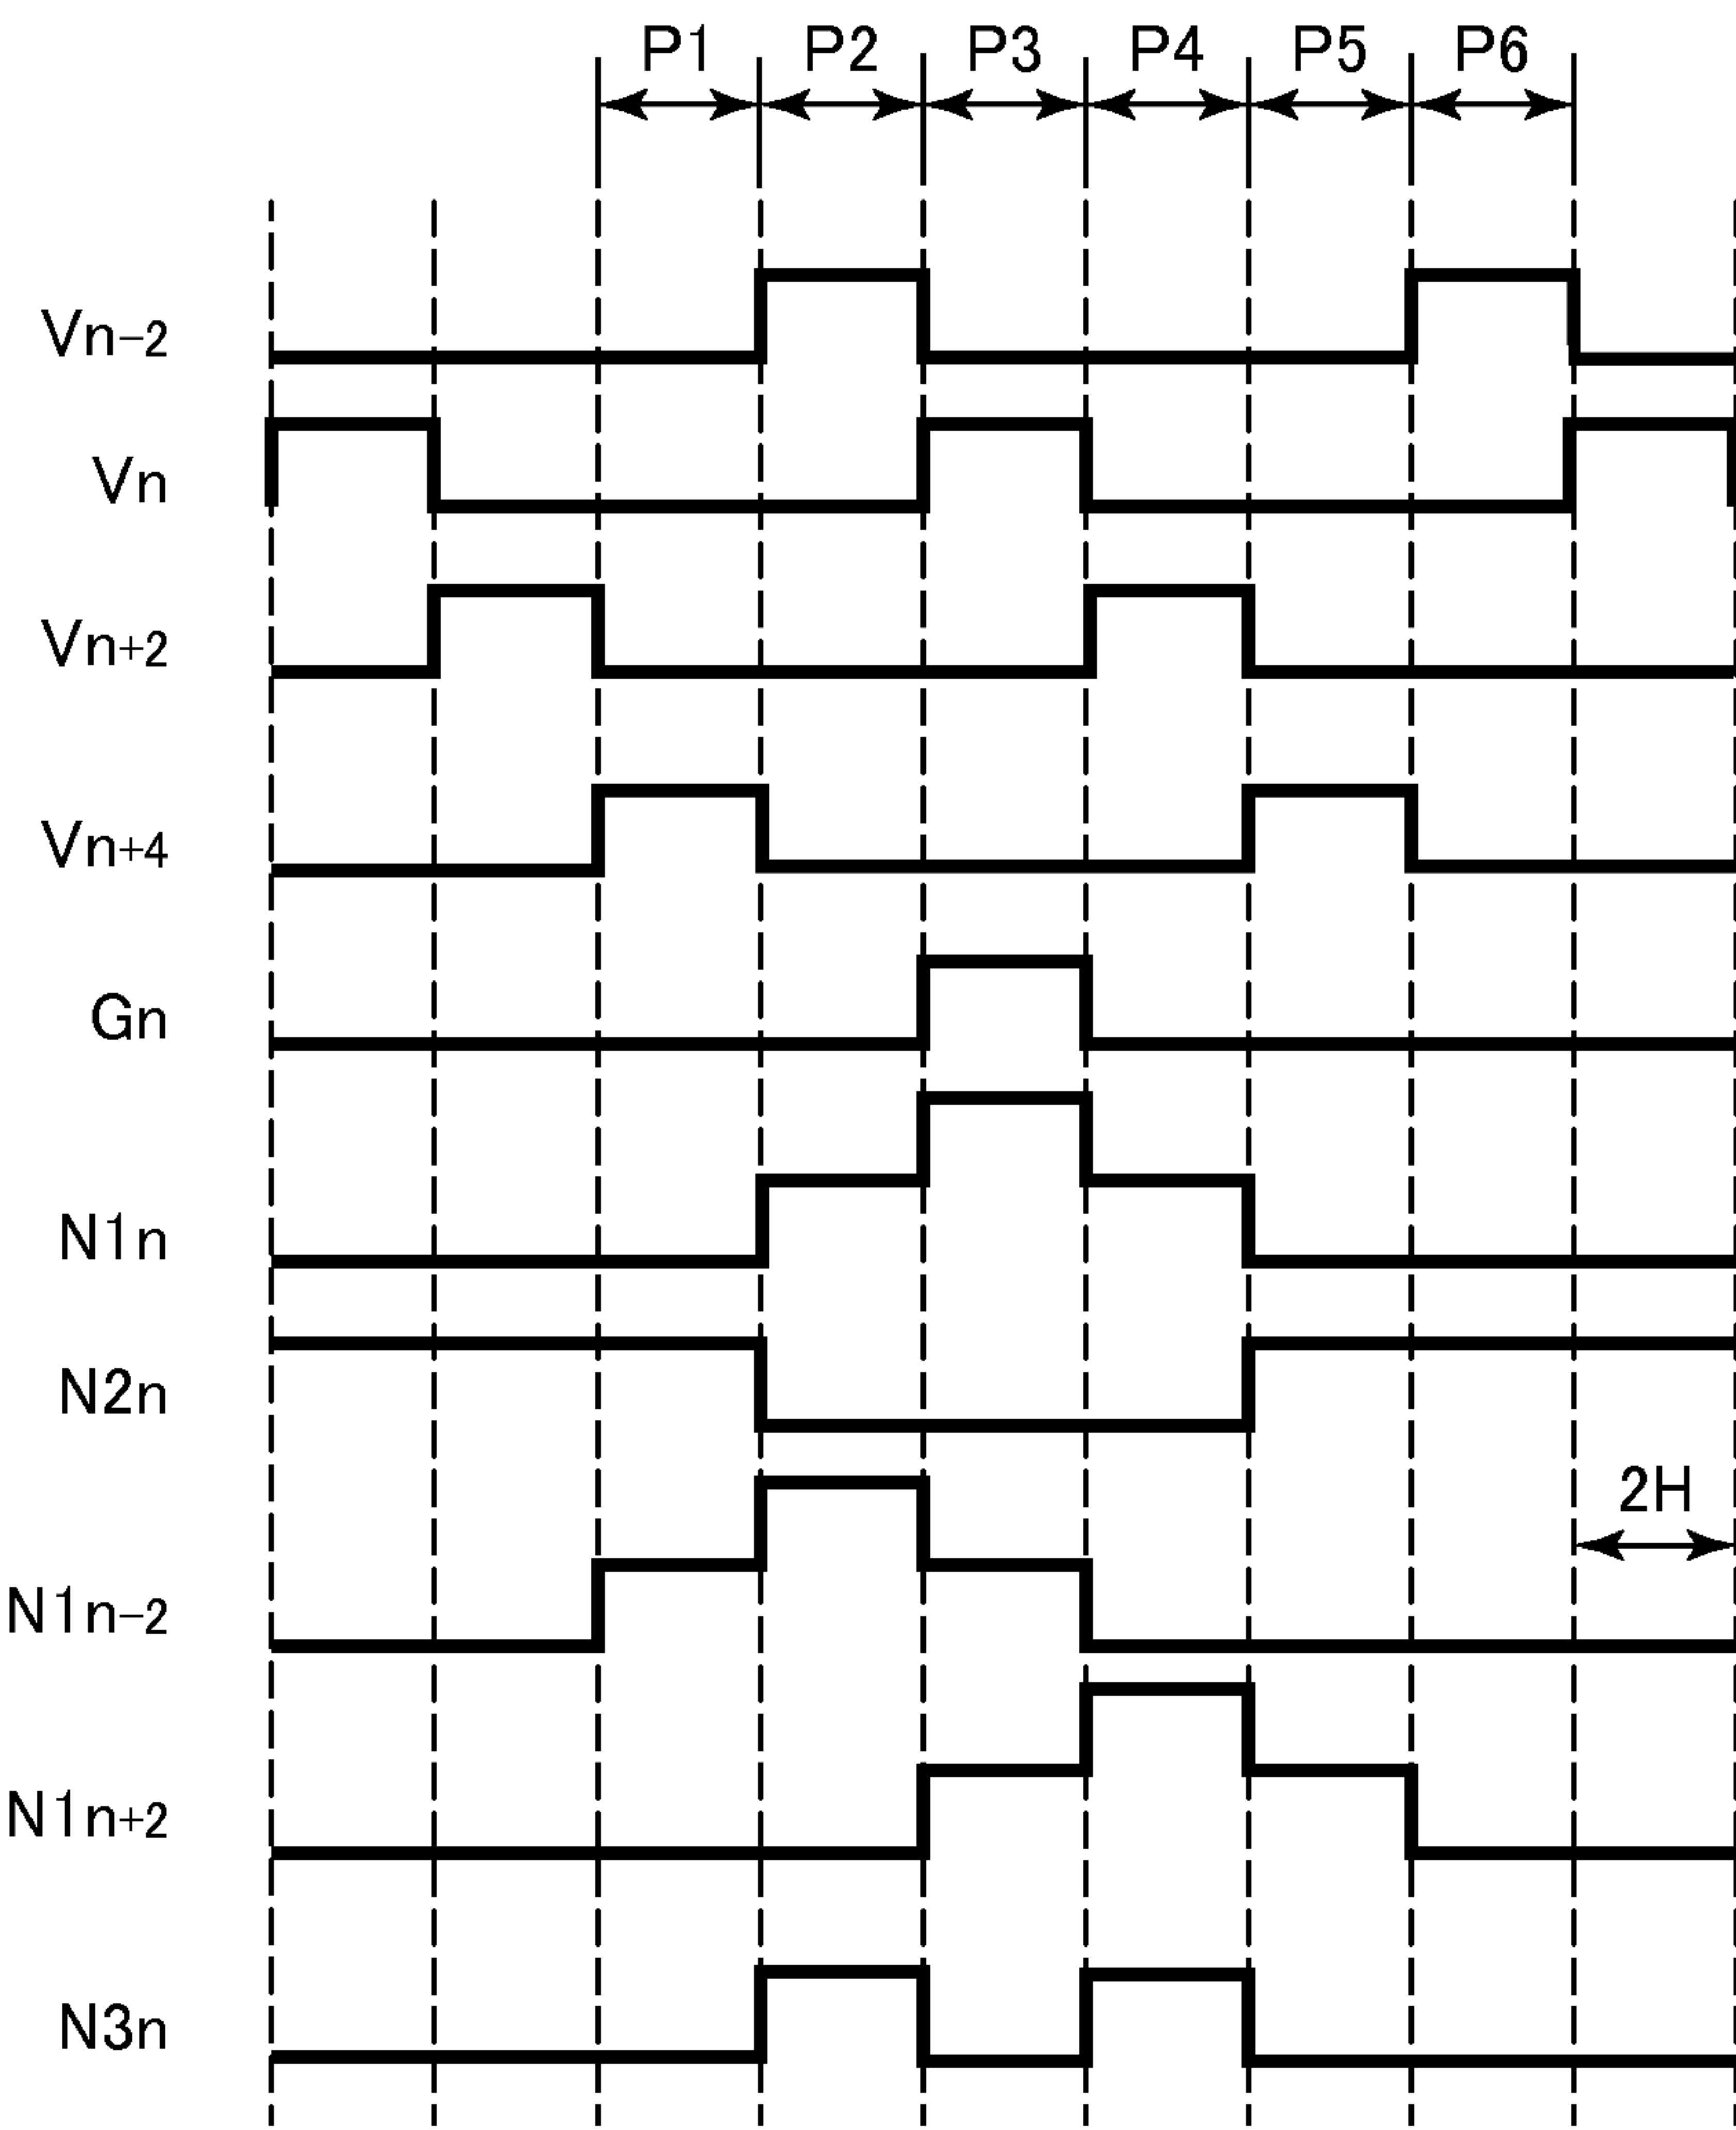 P1 P2 P3 P4 P5 P6
Vn-2
Vn
Vn+2
Vn+4
Gn
N1n
N2n
2H
N1n-2
N1n+2
N3n